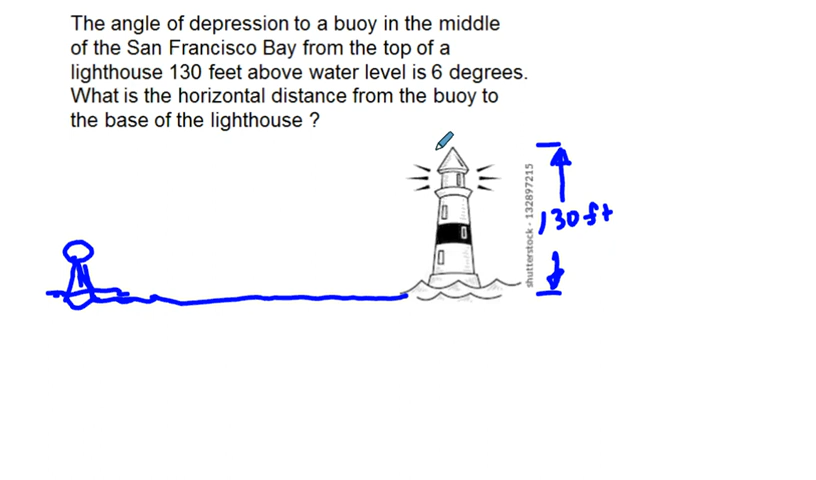 The angle of depression to a buoy in the middle
of the San Francisco Bay from the top of a
lighthouse 130 feet above water level is 6 degrees.
What is the horizontal distance from the buoy to
the base of the lighthouse ?
shutterstock - 132897215
130 ft